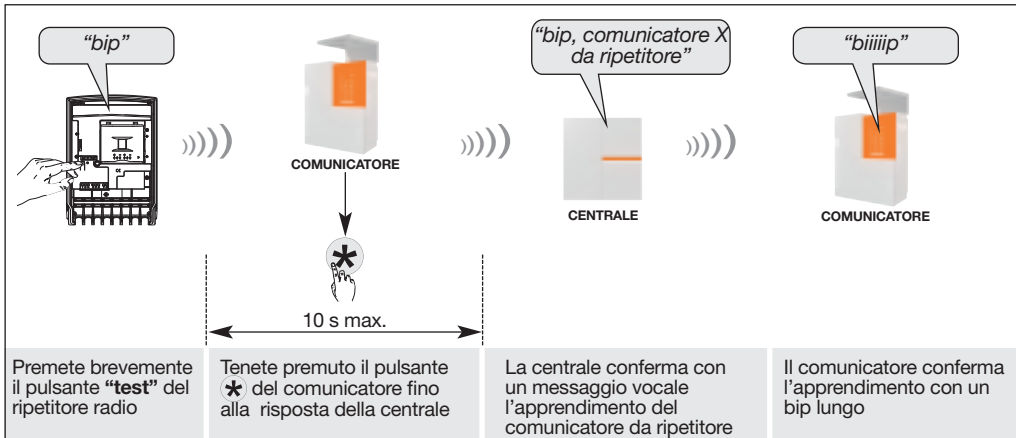 “bip”
“bip, comunicatore X
da ripetitore”
“biiiiip”
COMUNICATORE
CENTRALE
COMUNICATORE
*
10 s max.
Premete brevemente
il pulsante “test” del
ripetitore radio
Tenete premuto il pulsante
* del comunicatore fino
alla risposta della centrale
La centrale conferma con
un messaggio vocale
l’apprendimento del
comunicatore da ripetitore
Il comunicatore conferma
l’apprendimento con un
bip lungo